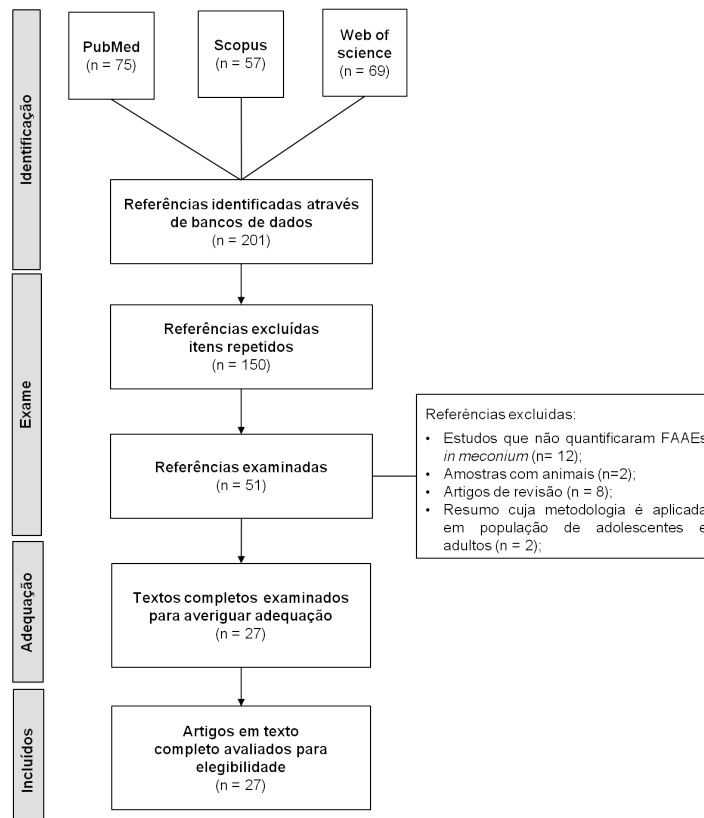 PubMed
(n = 75)
Scopus
(n = 57)
Web of
science
(n = 69)
Identificação
Referências identificadas através
de bancos de dados
(n = 201)
Exame
Referências excluídas
itens repetidos
(n = 150)
Referências examinadas
(n = 51)
Referências excluídas:
• Estudos que não quantificaram FAAEs
in meconium (n= 12);
• Amostras com animais (n=2);
• Artigos de revisão (n = 8);
• Resumo cuja metodologia é aplicada
em população de adolescentes e
adultos (n = 2);
Adequação
Textos completos examinados
para averiguar adequação
(n = 27)
Incluídos
Artigos em texto
completo avaliados para
elegibilidade
(n = 27)